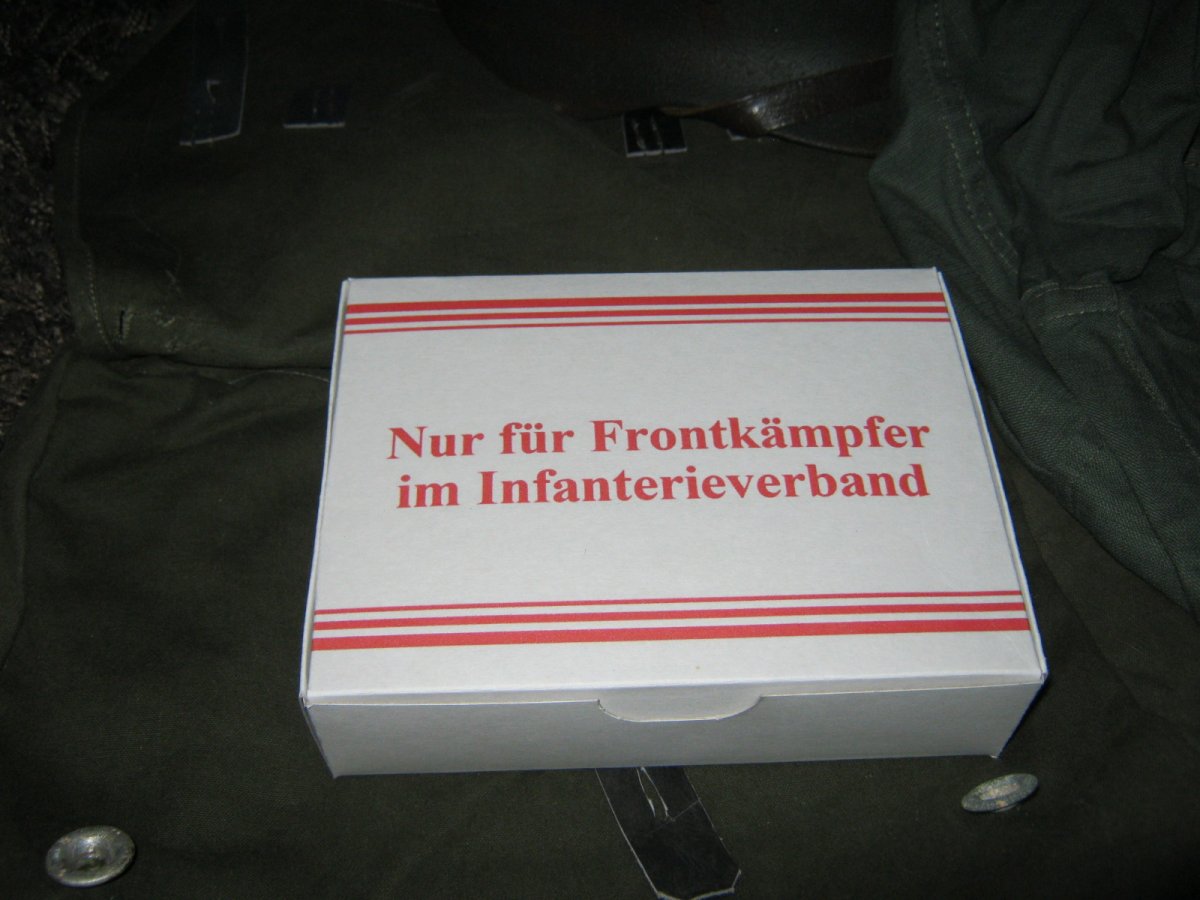 Nur für Frontkämpfer
im Infanterieverband